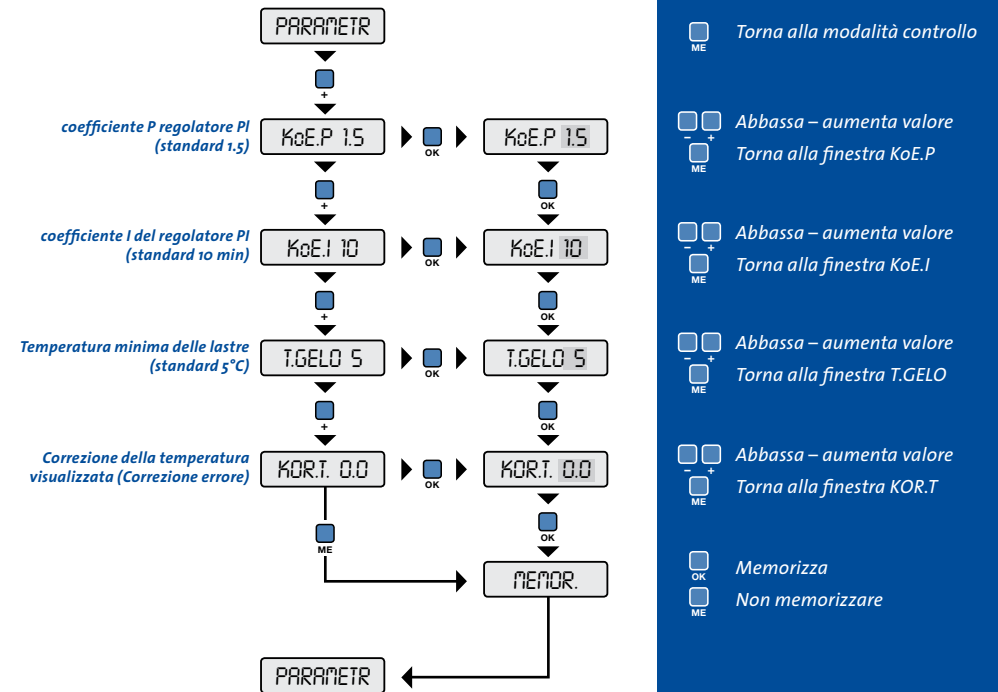 PARAMETR
ME
Torna alla modalità controllo
+
coefficiente P regolatore PI
(standard 1.5)
KoE.P 1.5
OK
KoE.P 1.5
- +
Abbassa – aumenta valore
ME
Torna alla finestra KoE.P
+
OK
coefficiente I del regolatore PI
(standard 10 min)
KoE.I 10
OK
KoE.I 10
- +
Abbassa – aumenta valore
ME
Torna alla finestra KoE.I
+
OK
Temperatura minima delle lastre
(standard 5°C)
T.GELO 5
OK
T.GELO 5
- +
Abbassa – aumenta valore
ME
Torna alla finestra T.GELO
+
OK
Correzione della temperatura
visualizzata (Correzione errore)
KOR.T. 0.0
OK
KOR.T. 0.0
- +
Abbassa – aumenta valore
ME
Torna alla finestra KOR.T
ME
OK
MEMOR.
OK
Memorizza
ME
Non memorizzare
PARAMETR